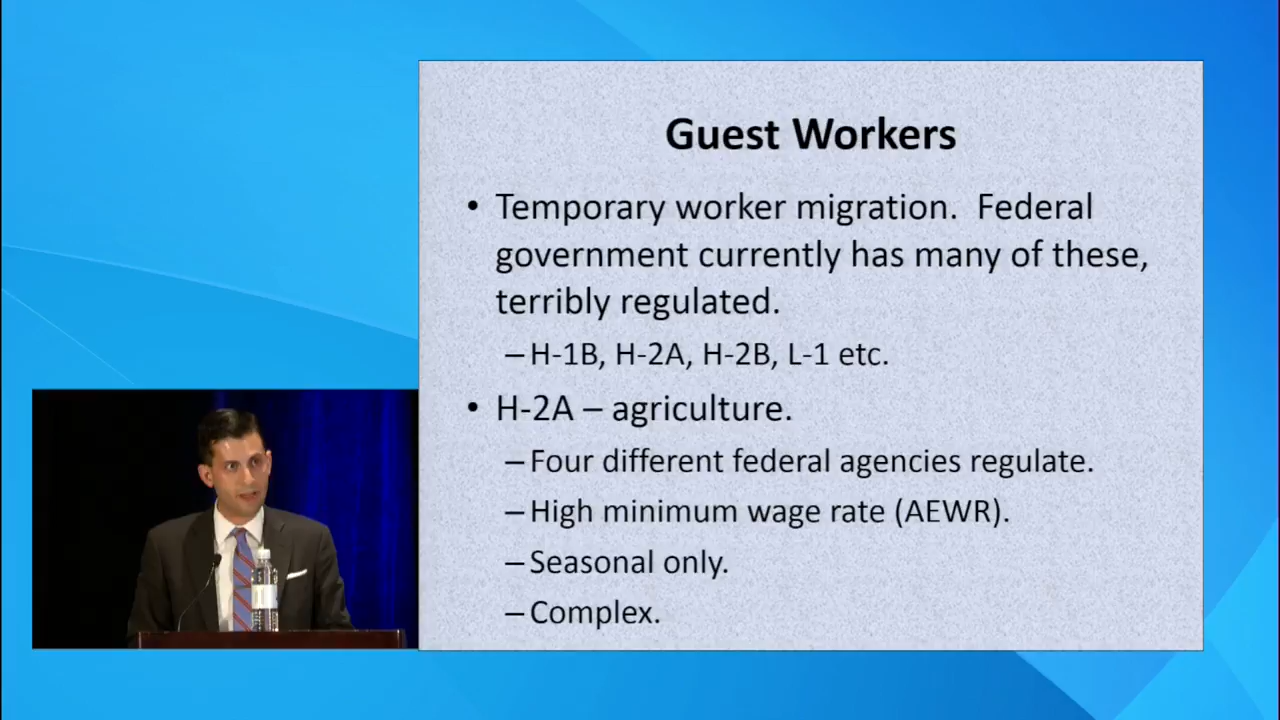 Guest Workers
• Temporary worker migration.  Federal
government currently has many of these,
terribly regulated.
–H-1B, H-2A, H-2B, L-1 etc.
• H-2A – agriculture.
–Four different federal agencies regulate.
–High minimum wage rate (AEWR).
–Seasonal only.
–Complex.